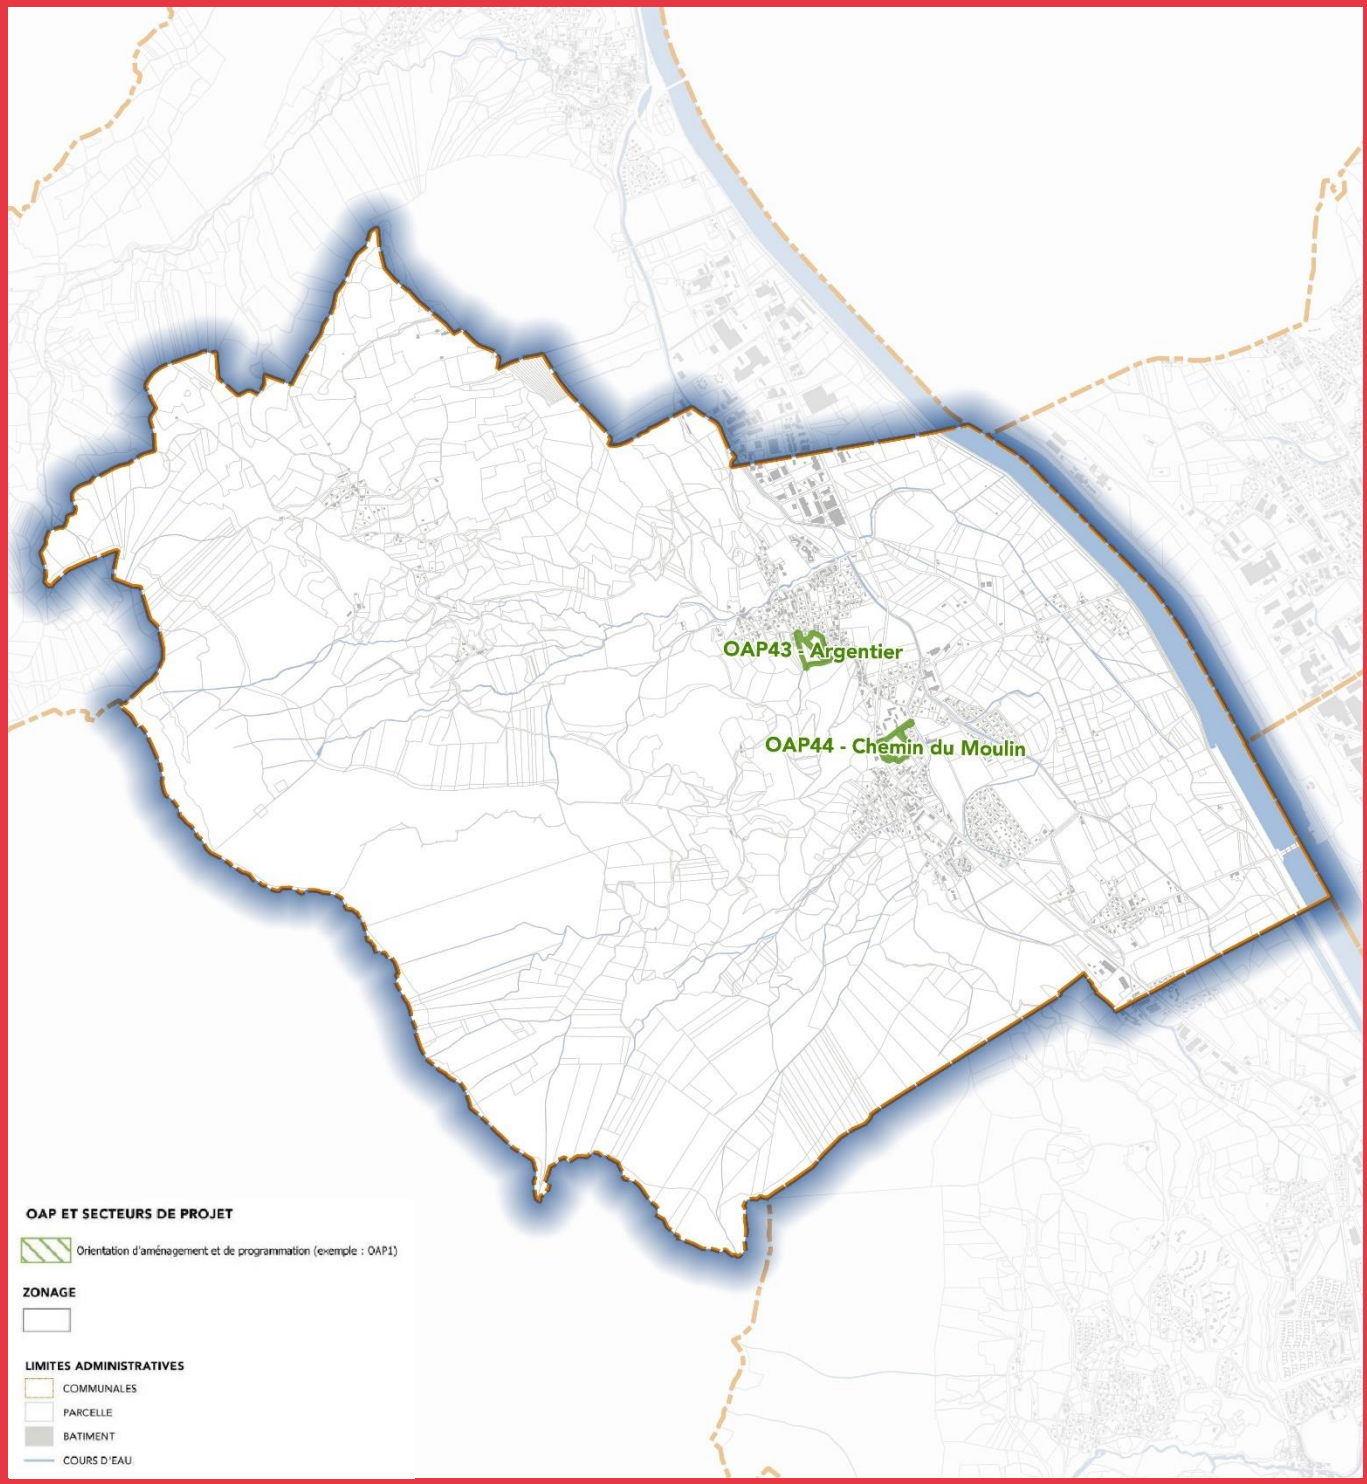 OAP43 - Argentier
OAP44 - Chemin du Moulin
OAP ET SECTEURS DE PROJET
Orientation d'aménagement et de programmation (exemple : OAP1)
ZONAGE
LIMITES ADMINISTRATIVES
COMMUNALES
PARCELLE
BATIMENT
COURS D'EAU